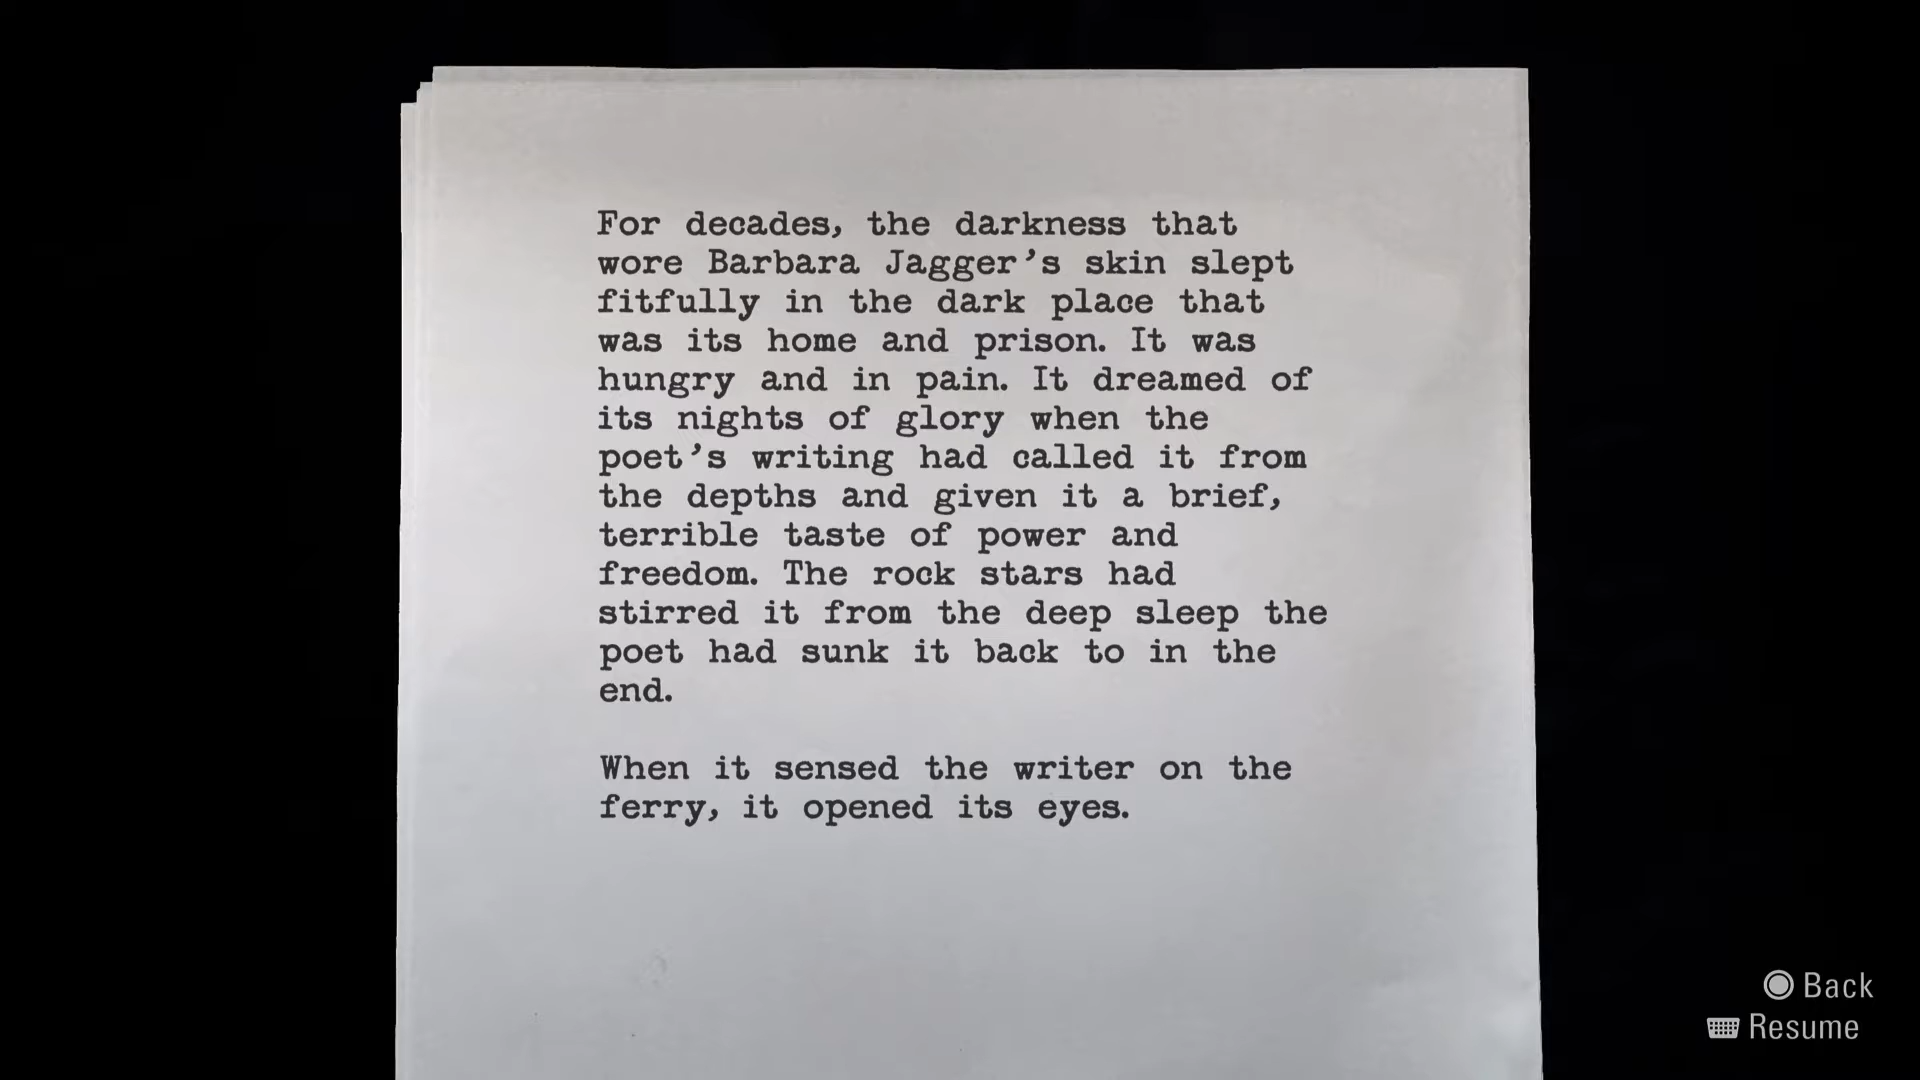 For decades, the darkness that
wore Barbara Jagger’s skin slept
fitfully in the dark place that
was its home and prison. It was
hungry and in pain. It dreamed of
its nights of glory when the
poet’s writing had called it from
the depths and given it a brief,
terrible taste of power and
freedom. The rock stars had
stirred it from the deep sleep the
poet had sunk it back to in the
end.
When it sensed the writer on the
ferry, it opened its eyes.
Back
Resume